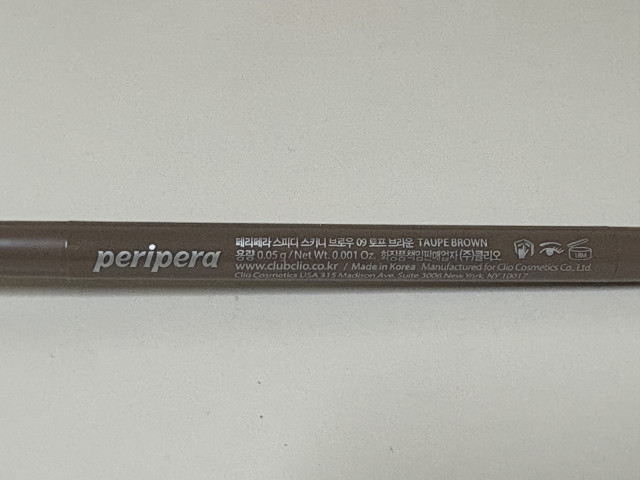 peripera
페리페라 스피디 스키니 브로우 09 토프 브라운 TAUPE BROWN
용량 0.05 g / Net Wt. 0.001 Oz. 화장품책임판매업자 (주)클리오
www.clubclio.co.kr / Made in Korea Manufactured for Clio Cosmetics Co., Ltd.
Clio Cosmetics USA 315 Madison Ave. Suite 3006 New York, NY 10017